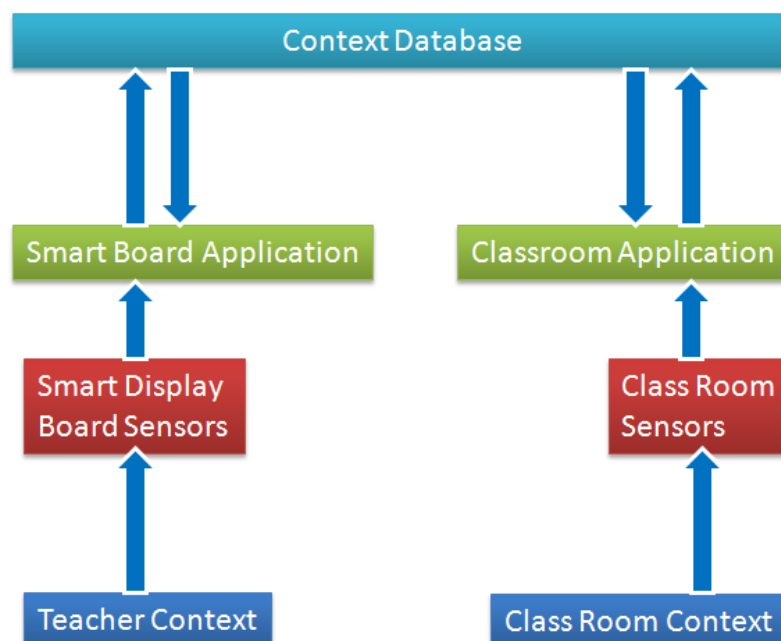 Context Database
Smart Board Application
Classroom Application
Smart Display
Board Sensors
Class Room
Sensors
Teacher Context
Class Room Context